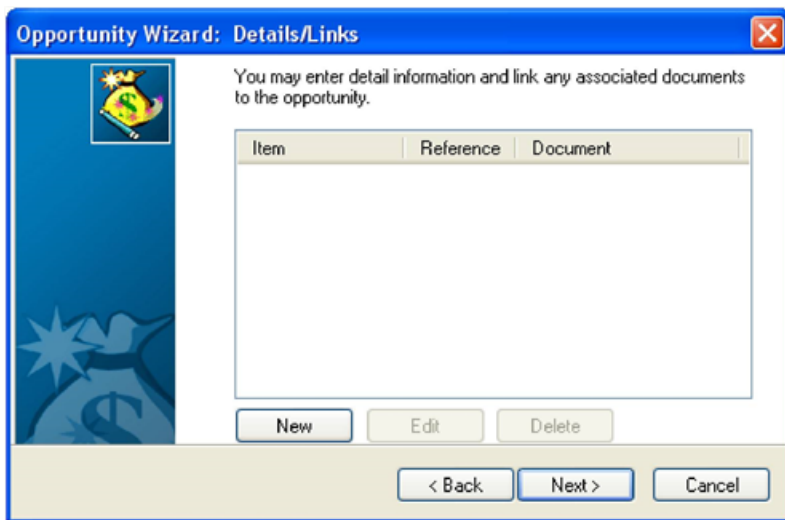 Opportunity Wizard: Details/Links
You may enter detail information and link any associated documents
to the opportunity.
Item Reference Document
New Edit Delete
< Back Next > Cancel